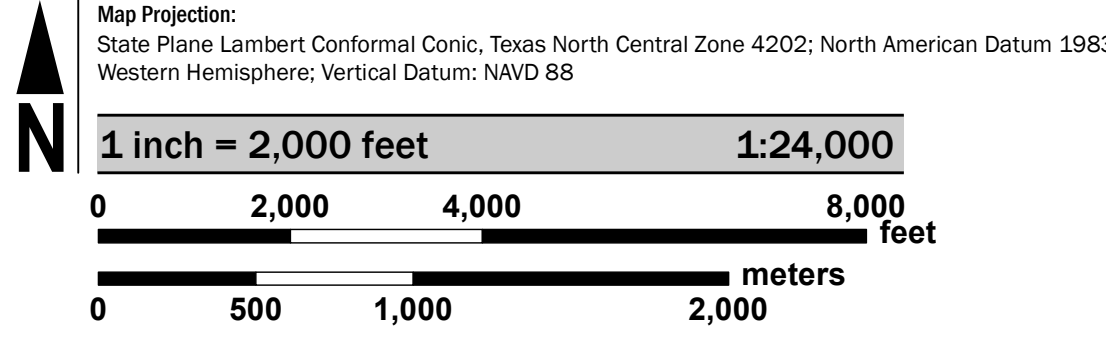 Map Projection:
State Plane Lambert Conformal Conic, Texas North Central Zone 4202; North American Datum 1983
Western Hemisphere; Vertical Datum: NAVD 88
N
1 inch = 2,000 feet 1:24,000
0 2,000 4,000 8,000
feet
meters
0 500 1,000 2,000